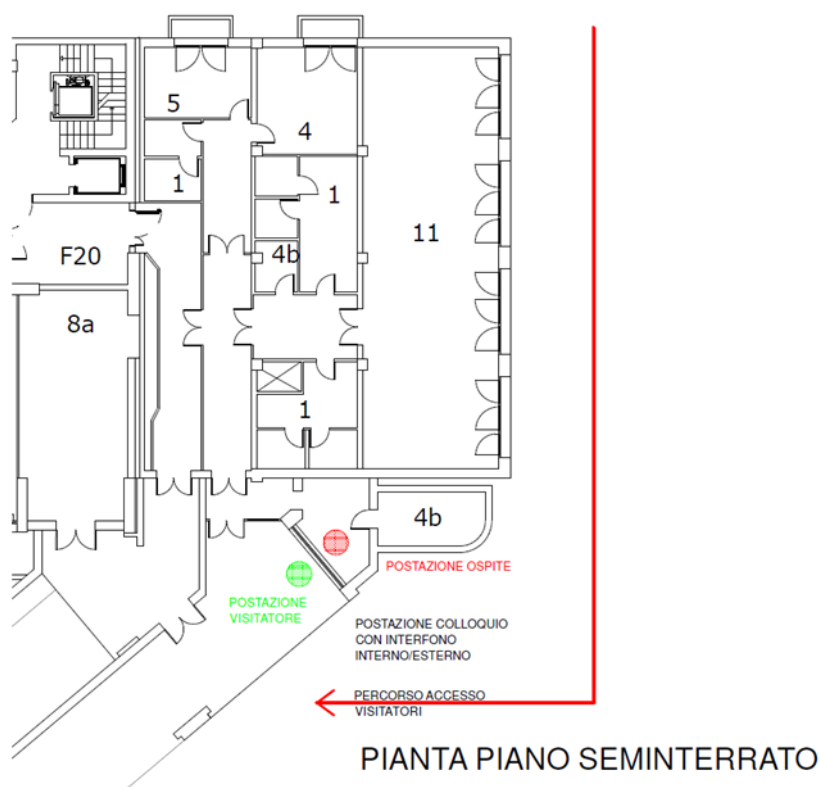 5
4
1
1
11
4b
F20
8a
1
4b
POSTAZIONE OSPITE
POSTAZIONE
VISITATORE
POSTAZIONE COLLOQUIO
CON INTERFONO
INTERNO/ESTERNO
PERCORSO ACCESSO
VISITATORI
PIANTA PIANO SEMINTERRATO